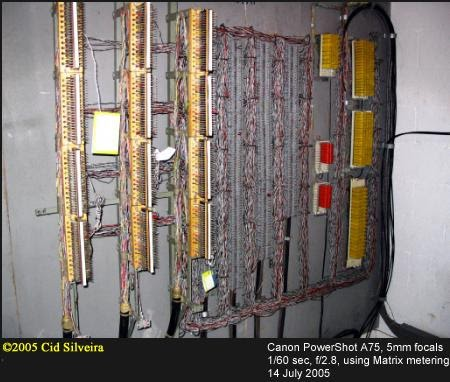 ©2005 Cid Silveira
Canon PowerShot A75, 5mm focals
1/60 sec, f/2.8, using Matrix metering
14 July 2005